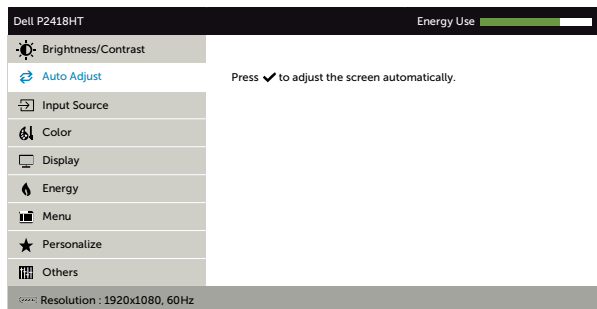 Dell P2418HT
Energy Use
Brightness/Contrast
Auto Adjust
Press ✔ to adjust the screen automatically.
Input Source
Color
Display
Energy
Menu
Personalize
Others
Resolution : 1920x1080, 60Hz